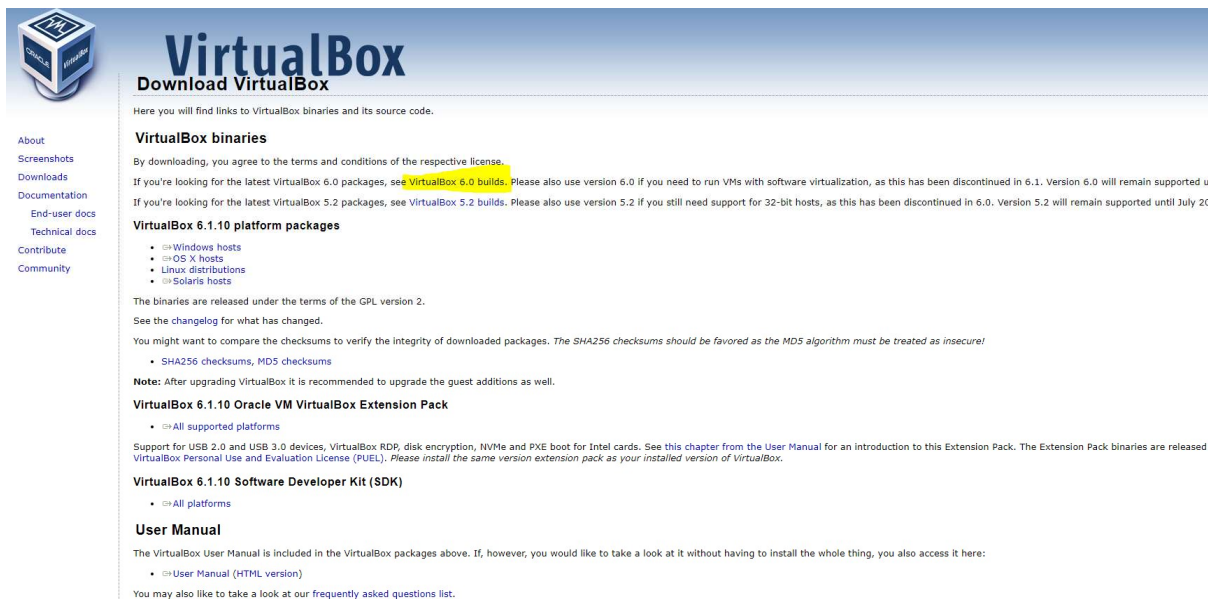 ORACLE
VirtualBox
VirtualBox
Download VirtualBox
Here you will find links to VirtualBox binaries and its source code.
About
Screenshots
Downloads
Documentation
End-user docs
Technical docs
Contribute
Community
VirtualBox binaries
By downloading, you agree to the terms and conditions of the respective license.
If you're looking for the latest VirtualBox 6.0 packages, see VirtualBox 6.0 builds. Please also use version 6.0 if you need to run VMs with software virtualization, as this has been discontinued in 6.1. Version 6.0 will remain supported u
If you're looking for the latest VirtualBox 5.2 packages, see VirtualBox 5.2 builds. Please also use version 5.2 if you still need support for 32-bit hosts, as this has been discontinued in 6.0. Version 5.2 will remain supported until July 20
VirtualBox 6.1.10 platform packages
• Windows hosts
• OS X hosts
• Linux distributions
• Solaris hosts
The binaries are released under the terms of the GPL version 2.
See the changelog for what has changed.
You might want to compare the checksums to verify the integrity of downloaded packages. The SHA256 checksums should be favored as the MD5 algorithm must be treated as insecure!
• SHA256 checksums, MD5 checksums
Note: After upgrading VirtualBox it is recommended to upgrade the guest additions as well.
VirtualBox 6.1.10 Oracle VM VirtualBox Extension Pack
• All supported platforms
Support for USB 2.0 and USB 3.0 devices, VirtualBox RDP, disk encryption, NVMe and PXE boot for Intel cards. See this chapter from the User Manual for an introduction to this Extension Pack. The Extension Pack binaries are released
VirtualBox Personal Use and Evaluation License (PUEL). Please install the same version extension pack as your installed version of VirtualBox.
VirtualBox 6.1.10 Software Developer Kit (SDK)
• All platforms
User Manual
The VirtualBox User Manual is included in the VirtualBox packages above. If, however, you would like to take a look at it without having to install the whole thing, you also access it here:
• User Manual (HTML version)
You may also like to take a look at our frequently asked questions list.